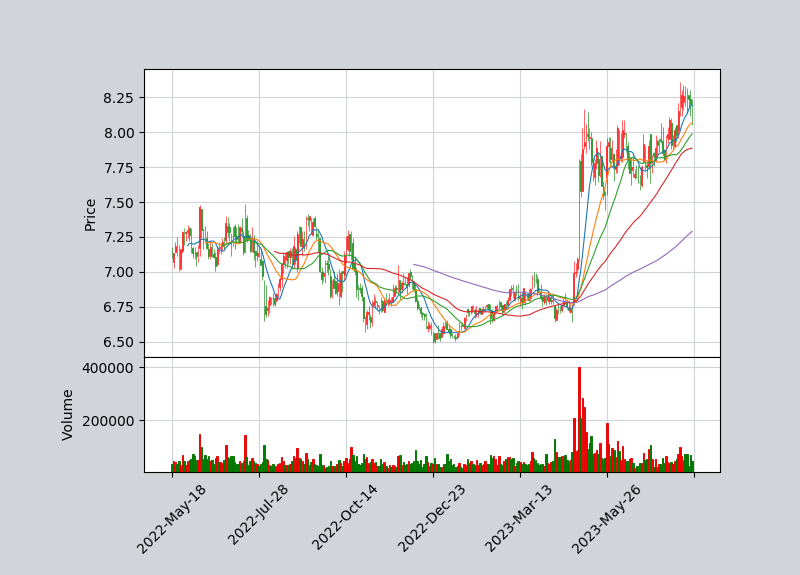 Price
8.25
8.00
7.75
7.50
7.25
7.00
6.75
6.50
Volume
400000
200000
2022-May-18
2022-Jul-28
2022-Oct-14
2022-Dec-23
2023-Mar-13
2023-May-26